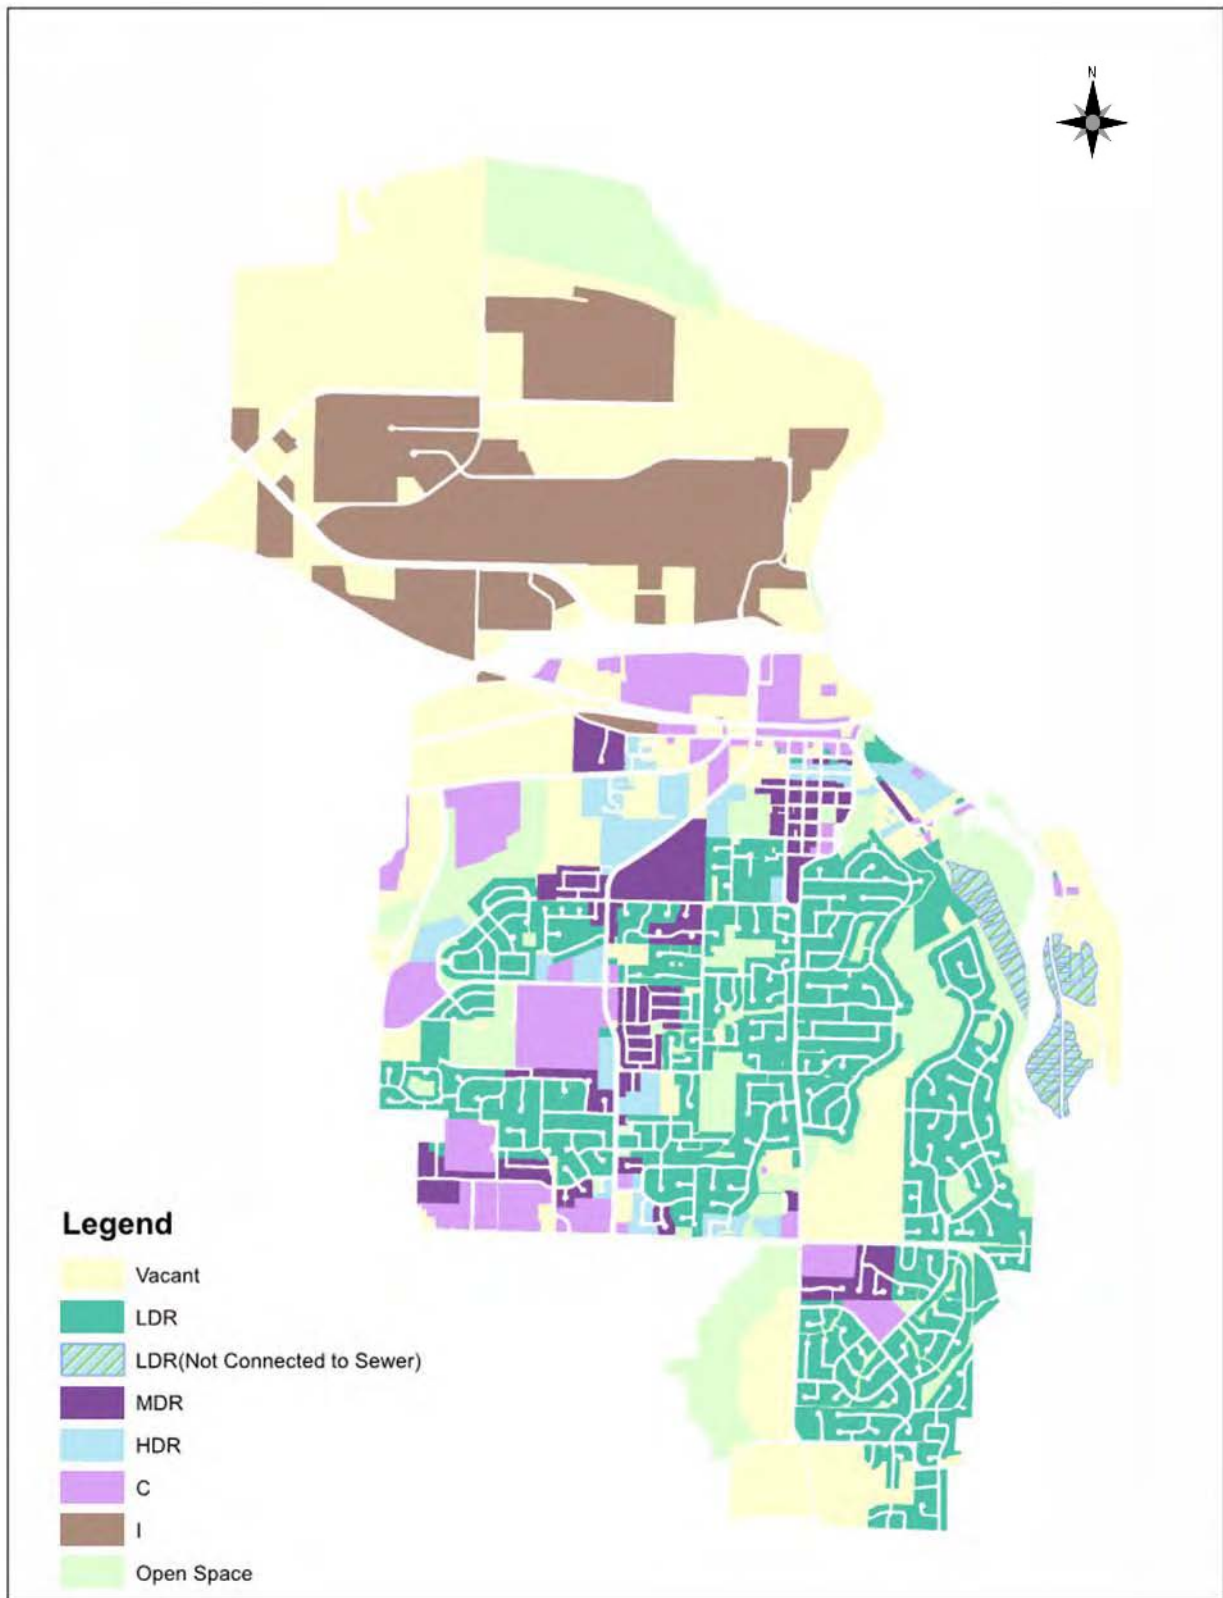 N
Legend
Vacant
LDR
LDR(Not Connected to Sewer)
MDR
HDR
C
I
Open Space